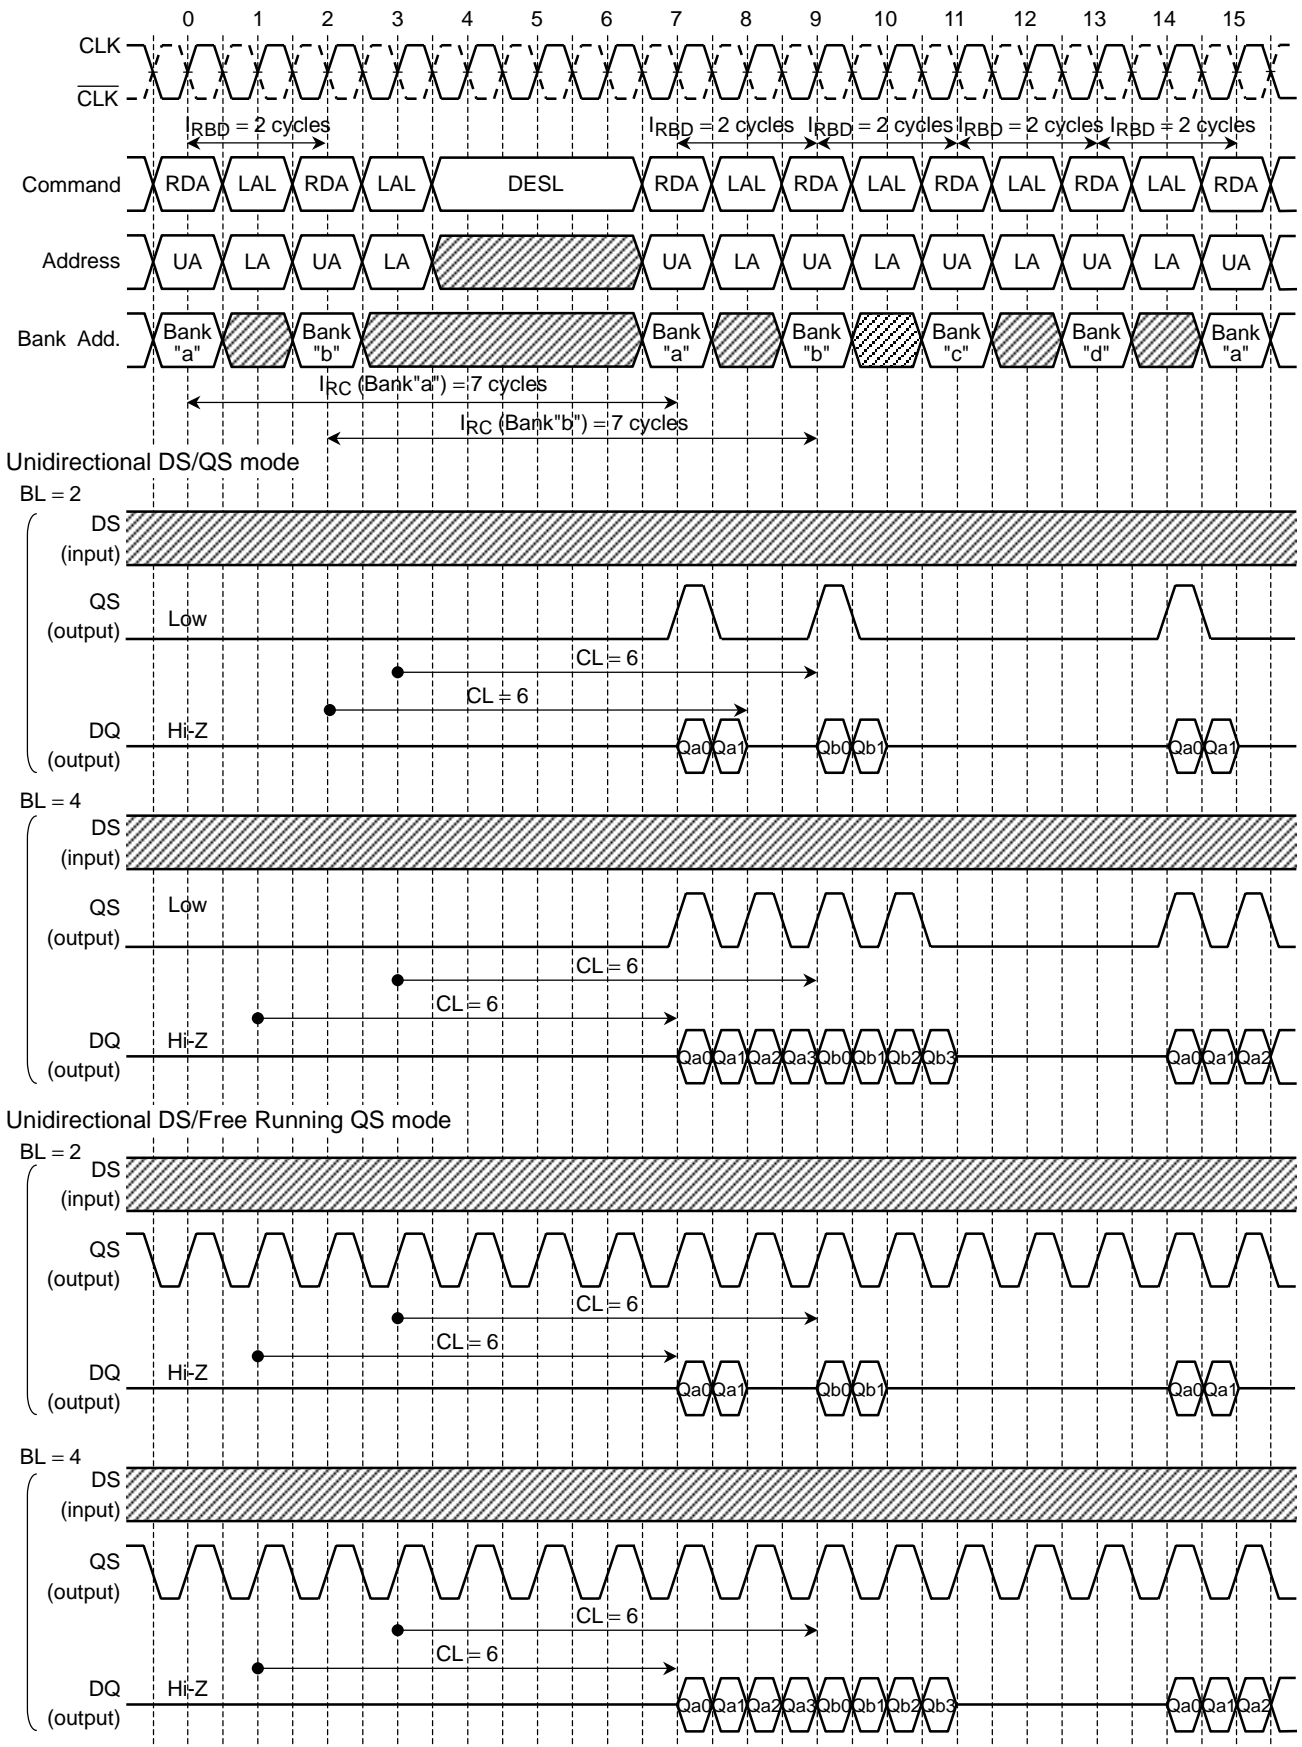 0 1 2 3 4 5 6 7 8 9 10 11 12 13 14 15
CLK
CLK
IRBD = 2 cycles IRBD = 2 cycles IRBD = 2 cycles IRBD = 2 cycles IRBD = 2 cycles
Command RDA LAL RDA LAL DESL RDA LAL RDA LAL RDA LAL RDA LAL RDA
Address UA LA UA LA UA LA UA LA UA LA UA LA UA
Bank Add. Bank "a" Bank "b" Bank "a" Bank "b" Bank "c" Bank "d" Bank "a"
IRC (Bank"a") = 7 cycles
IRC (Bank"b") = 7 cycles
Unidirectional DS/QS mode
BL = 2
DS
(input)
QS
(output)
Low
CL = 6
CL = 6
DQ
(output)
Hi-Z
Qa0 Qa1 Qb0 Qb1 Qa0 Qa1
BL = 4
DS
(input)
QS
(output)
Low
CL = 6
CL = 6
DQ
(output)
Hi-Z
Qa0 Qa1 Qa2 Qa3 Qb0 Qb1 Qb2 Qb3 Qa0 Qa1 Qa2
Unidirectional DS/Free Running QS mode
BL = 2
DS
(input)
QS
(output)
CL = 6
CL = 6
DQ
(output)
Hi-Z
Qa0 Qa1 Qb0 Qb1 Qa0 Qa1
BL = 4
DS
(input)
QS
(output)
CL = 6
CL = 6
DQ
(output)
Hi-Z
Qa0 Qa1 Qa2 Qa3 Qb0 Qb1 Qb2 Qb3 Qa0 Qa1 Qa2